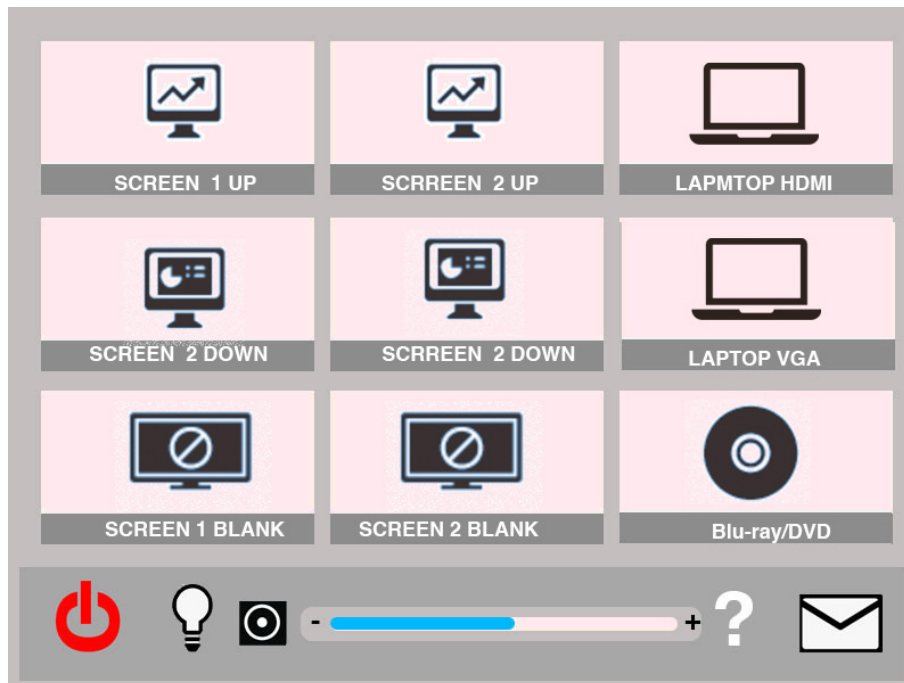 SCREEN 1 UP
SCRREEN 2 UP
LAPMTOP HDMI
SCREEN 2 DOWN
SCRREEN 2 DOWN
LAPTOP VGA
SCREEN 1 BLANK
SCREEN 2 BLANK
Blu-ray/DVD
- + ?